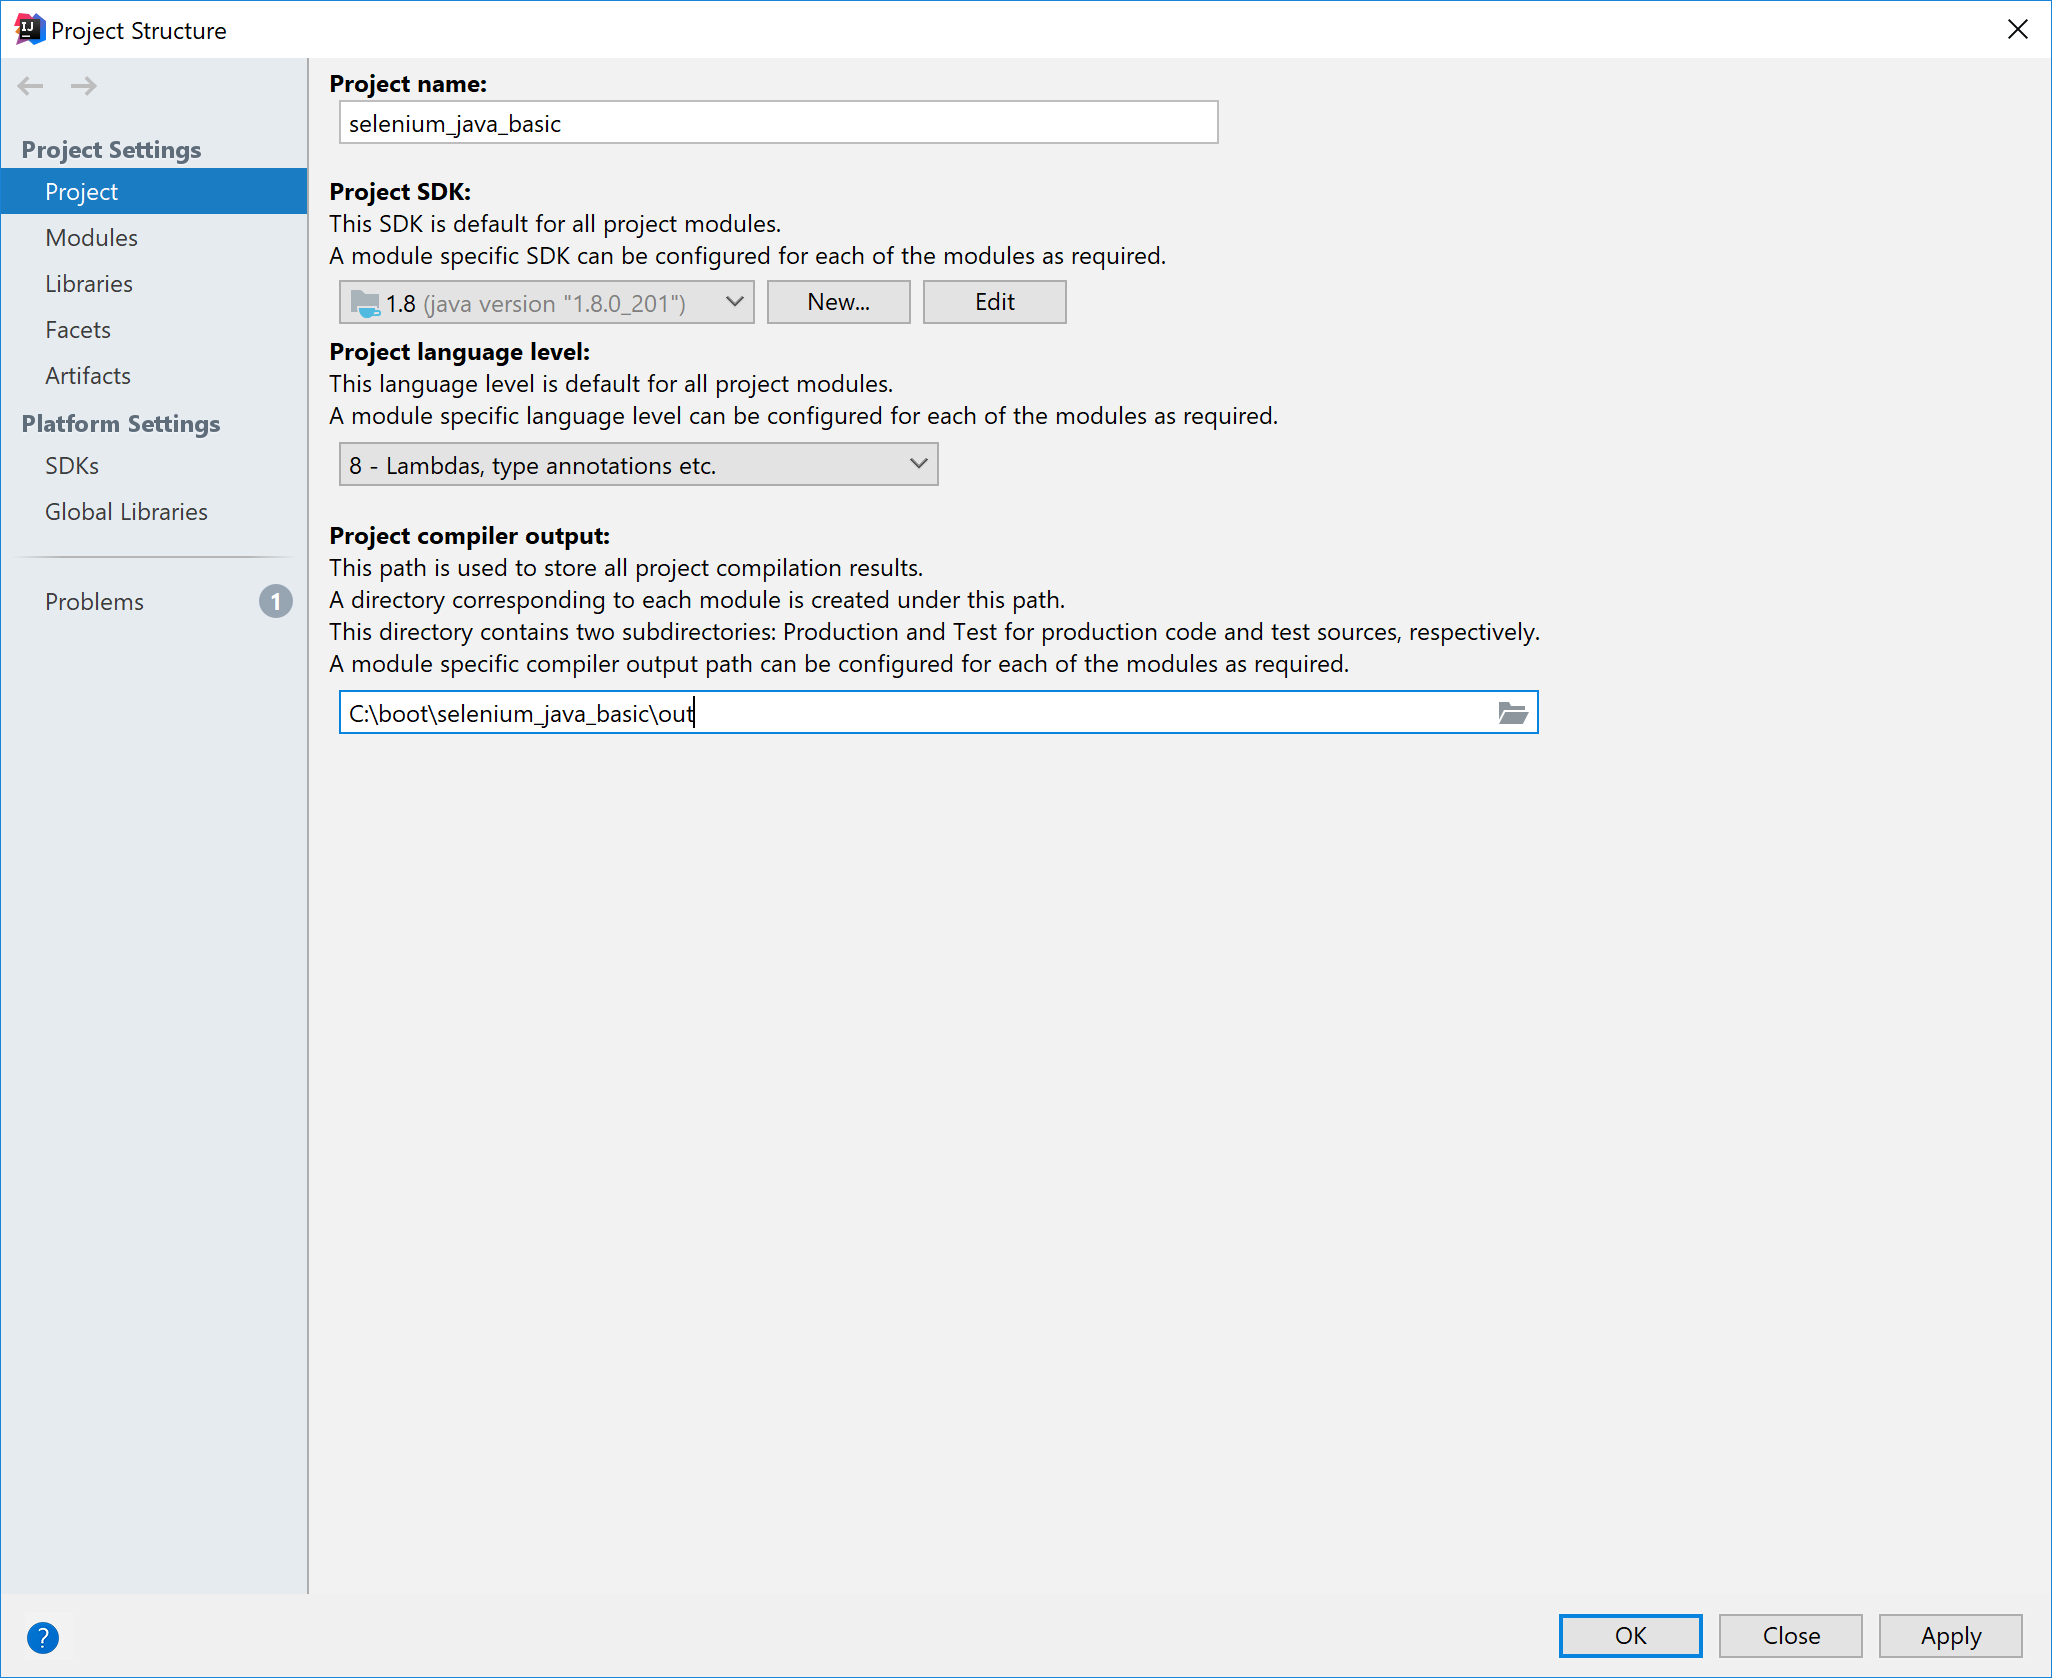 Project Structure
Project Settings
Project
Modules
Libraries
Facets
Artifacts
Platform Settings
SDKs
Global Libraries
Problems 1
Project name:
selenium_java_basic
Project SDK:
This SDK is default for all project modules.
A module specific SDK can be configured for each of the modules as required.
1.8 (java version "1.8.0_201") New... Edit
Project language level:
This language level is default for all project modules.
A module specific language level can be configured for each of the modules as required.
8 - Lambdas, type annotations etc.
Project compiler output:
This path is used to store all project compilation results.
A directory corresponding to each module is created under this path.
This directory contains two subdirectories: Production and Test for production code and test sources, respectively.
A module specific compiler output path can be configured for each of the modules as required.
C:\boot\selenium_java_basic\out
? OK Close Apply